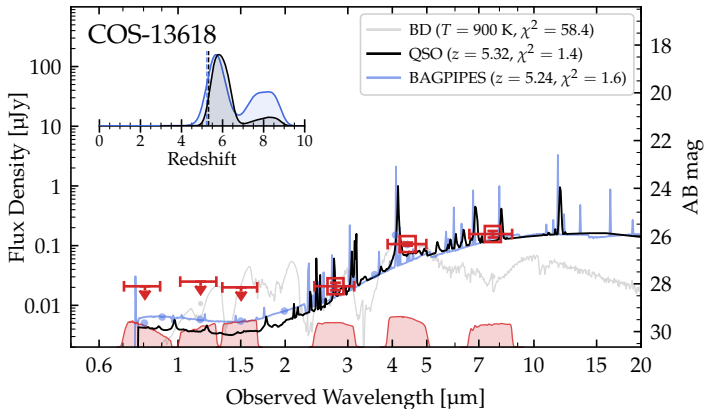 COS-13618
BD (T = 900 K, χ² = 58.4)
QSO (z = 5.32, χ² = 1.4)
BAGPIPES (z = 5.24, χ² = 1.6)
Flux Density [μJy]
100
10
1
0.1
0.01
0 2 4 6 8 10
Redshift
18
20
22
24
26
28
30
AB mag
0.6 1 1.5 2 3 4 5 7 10 15 20
Observed Wavelength [μm]